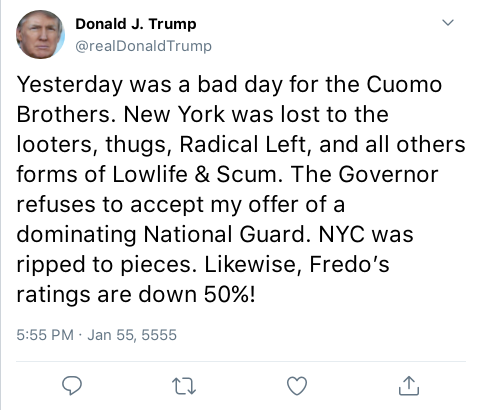 Donald J. Trump
@realDonaldTrump
Yesterday was a bad day for the Cuomo
Brothers. New York was lost to the
looters, thugs, Radical Left, and all others
forms of Lowlife & Scum. The Governor
refuses to accept my offer of a
dominating National Guard. NYC was
ripped to pieces. Likewise, Fredo’s
ratings are down 50%!
5:55 PM · Jan 55, 5555